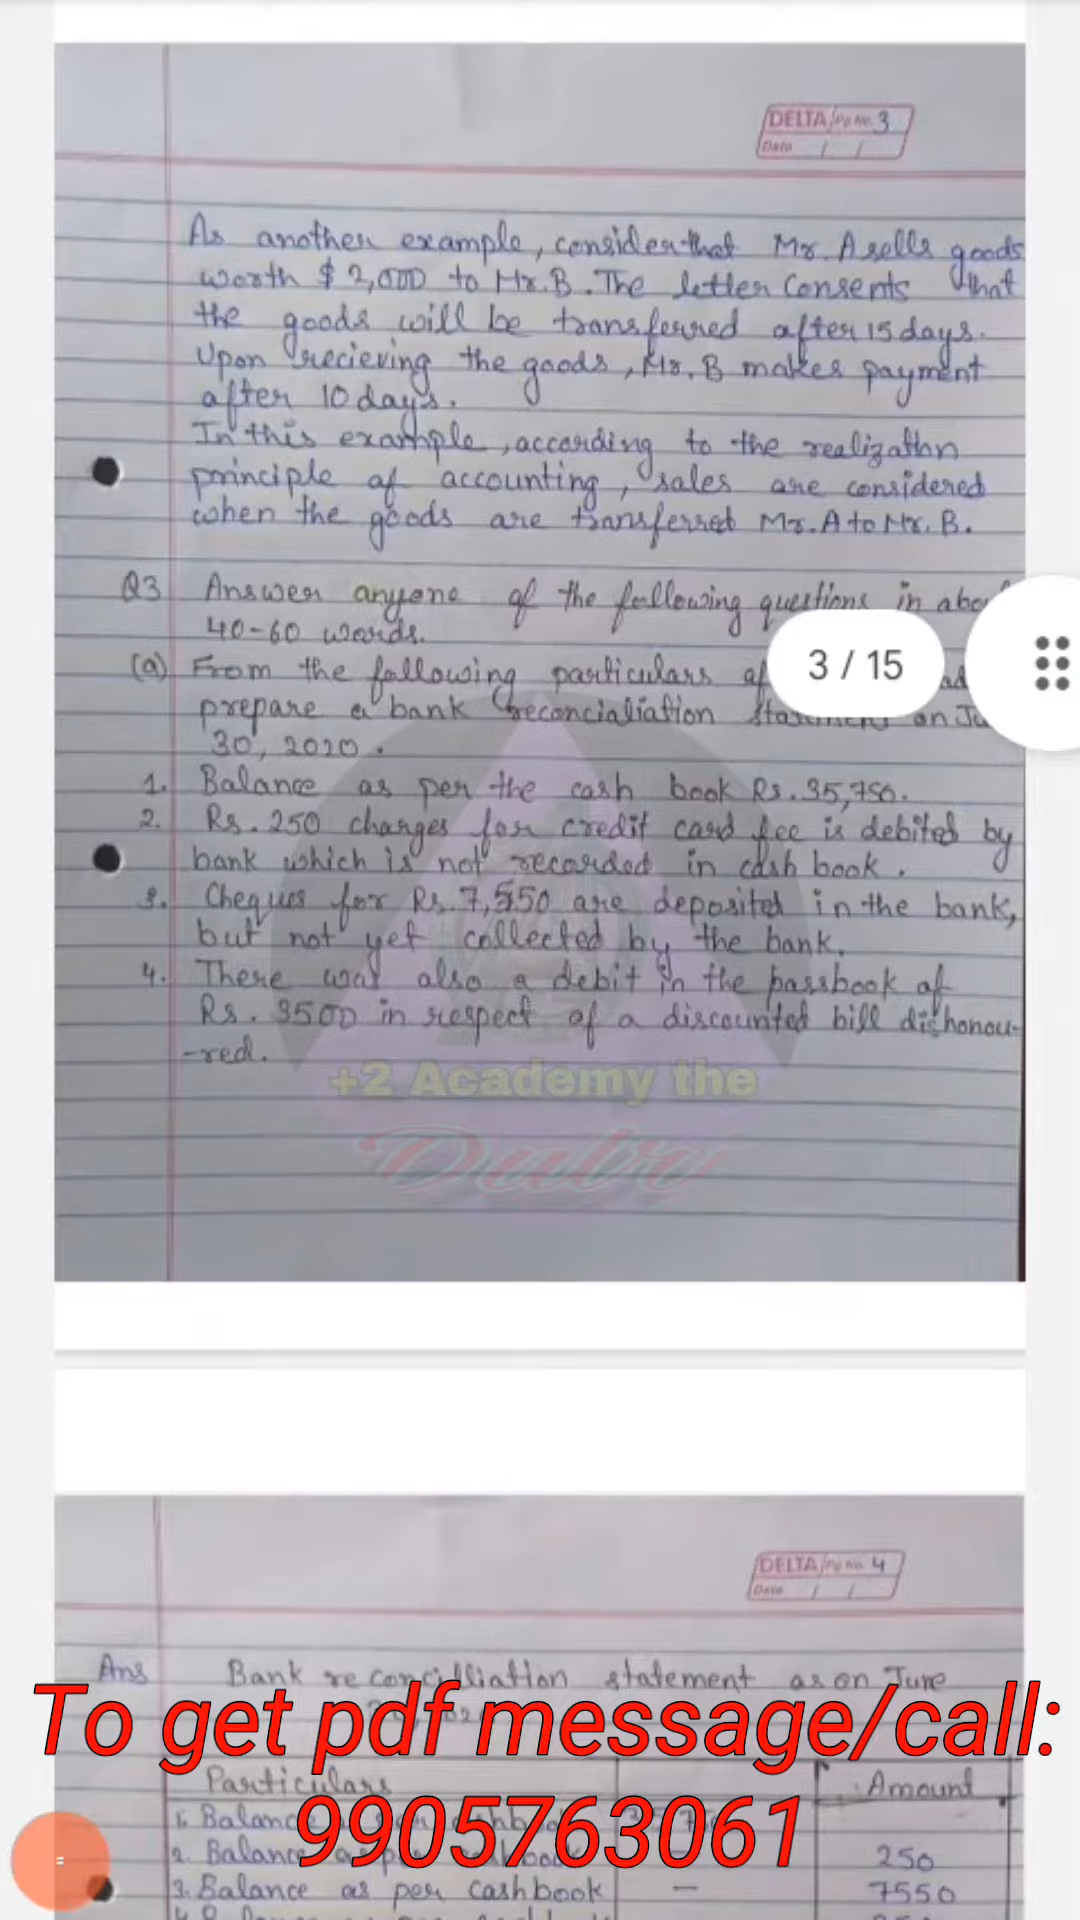 DELTA Pg No. 3
Date / /
As another example, consider that Mr. A sells goods
worth $ 2,000 to Mr. B. The letter Consents that
the goods will be transferred after 15 days.
Upon recieving the goods, Mr. B makes payment
after 10 days.
In this example, according to the realization
principle of accounting, sales are considered
when the goods are transferred Mr. A to Mr. B.
Q3 Answer anyone of the following questions in
40-60 words.
(a) From the following particulars of
prepare a bank reconcialiation statement on
30, 2020.
1. Balance as per the cash book Rs. 35,750.
2. Rs. 250 charges for credit card fee is debited by
bank which is not recorded in cash book.
3. Cheques for Rs. 7,550 are deposited in the bank,
but not yet collected by the bank.
4. There was also a debit in the passbook of
Rs. 3500 in respect of a discounted bill dishonou-
-red.
3 / 15
+2 Academy the
Duby
DELTA Pg No. 4
Date / /
Ans Bank reconcilliation statement as on June
To get pdf message/call:
Particulars Amount
1. Balance
9905763061
2. Balance as per cashbook — 250
3. Balance as per cashbook — 7550